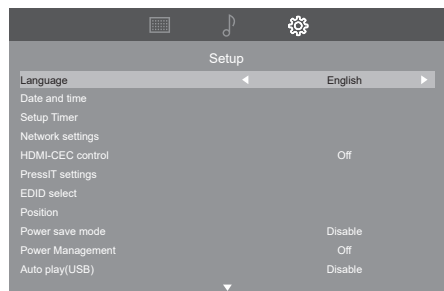 Setup
Language English
Date and time
Setup Timer
Network settings
HDMI-CEC control Off
PressIT settings
EDID select
Position
Power save mode Disable
Power Management Off
Auto play(USB) Disable